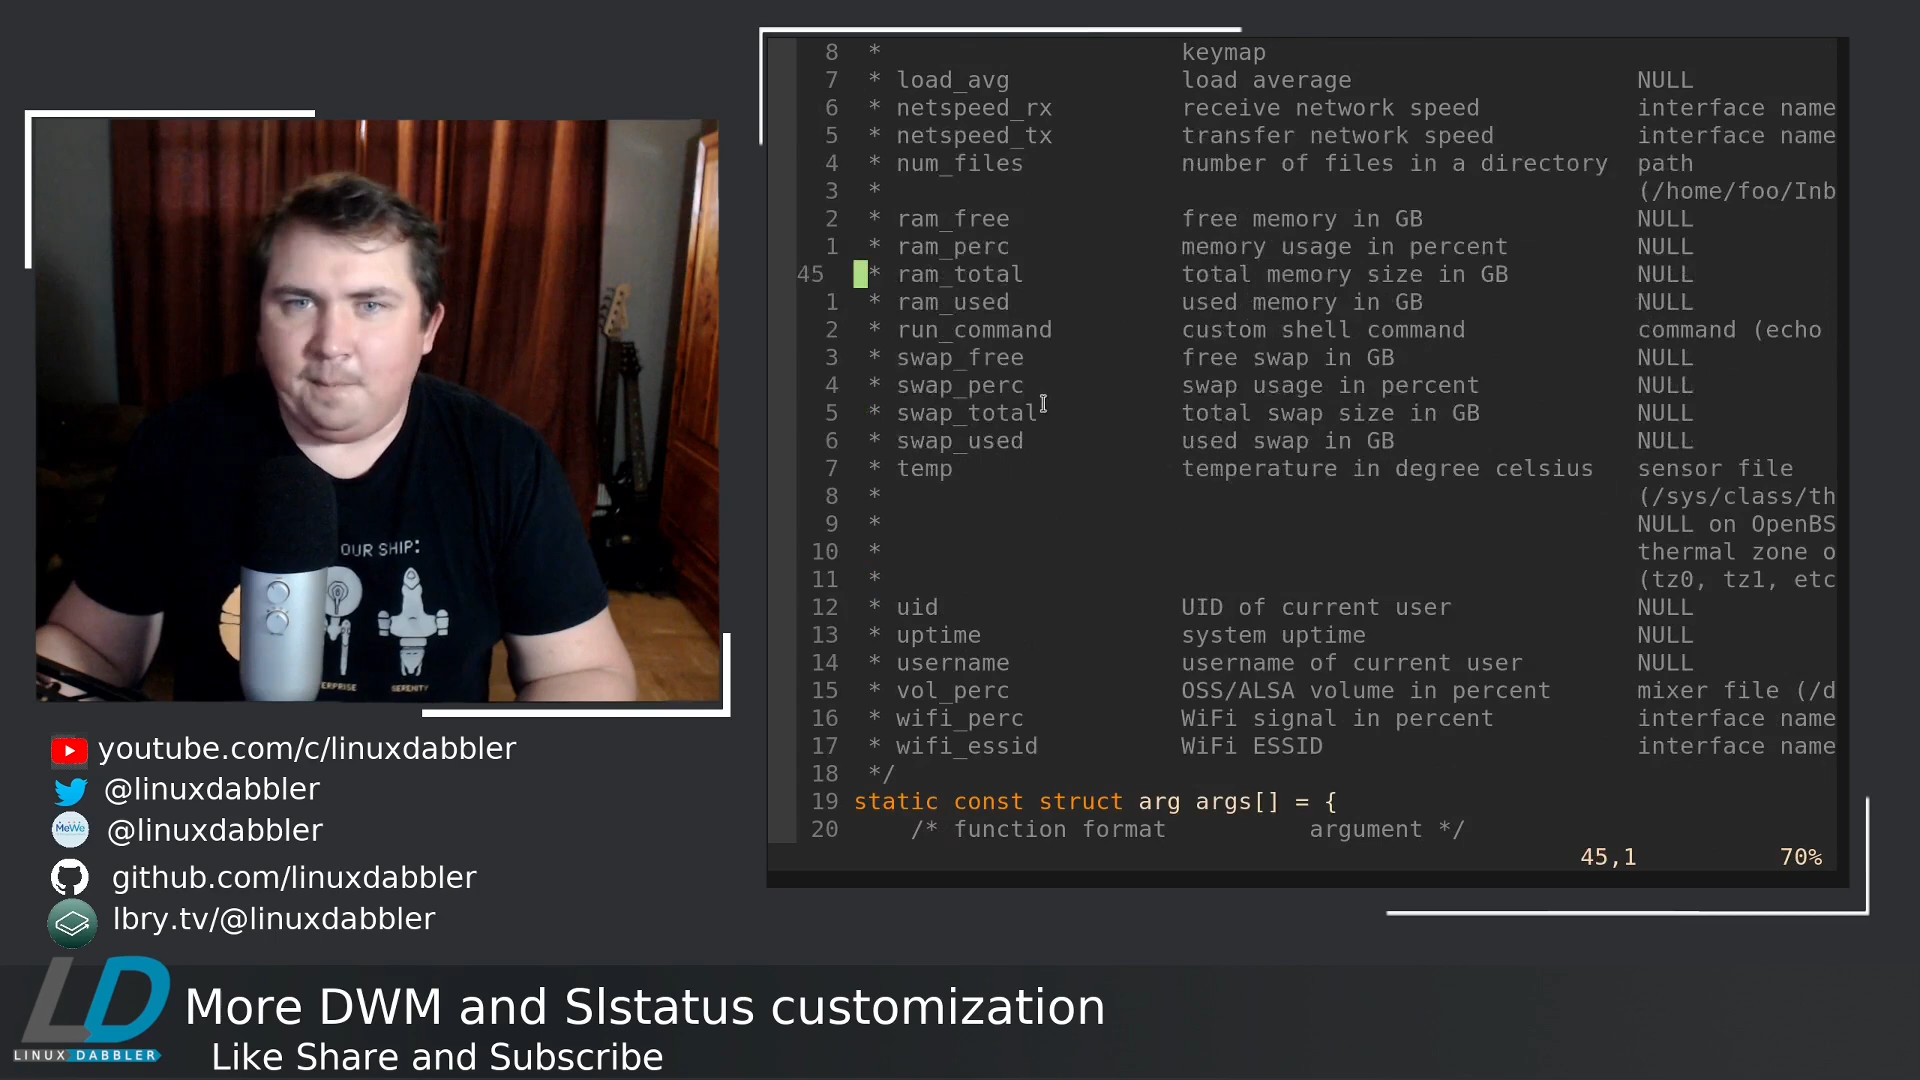 8 * keymap
7 * load_avg load average NULL
6 * netspeed_rx receive network speed interface name
5 * netspeed_tx transfer network speed interface name
4 * num_files number of files in a directory path
3 * (/home/foo/Inb
2 * ram_free free memory in GB NULL
1 * ram_perc memory usage in percent NULL
45 * ram_total total memory size in GB NULL
1 * ram_used used memory in GB NULL
2 * run_command custom shell command command (echo
3 * swap_free free swap in GB NULL
4 * swap_perc swap usage in percent NULL
5 * swap_total total swap size in GB NULL
6 * swap_used used swap in GB NULL
7 * temp temperature in degree celsius sensor file
8 * (/sys/class/th
9 * NULL on OpenBS
10 * thermal zone o
11 * (tz0, tz1, etc
12 * uid UID of current user NULL
13 * uptime system uptime NULL
14 * username username of current user NULL
15 * vol_perc OSS/ALSA volume in percent mixer file (/d
16 * wifi_perc WiFi signal in percent interface name
17 * wifi_essid WiFi ESSID interface name
18 */
19 static const struct arg args[] = {
20 /* function format argument */
45,1 70%
OUR SHIP:
ERPRISE SERENITY
youtube.com/c/linuxdabbler
@linuxdabbler
MeWe @linuxdabbler
github.com/linuxdabbler
lbry.tv/@linuxdabbler
LD
LINUX DABBLER
More DWM and Slstatus customization
Like Share and Subscribe